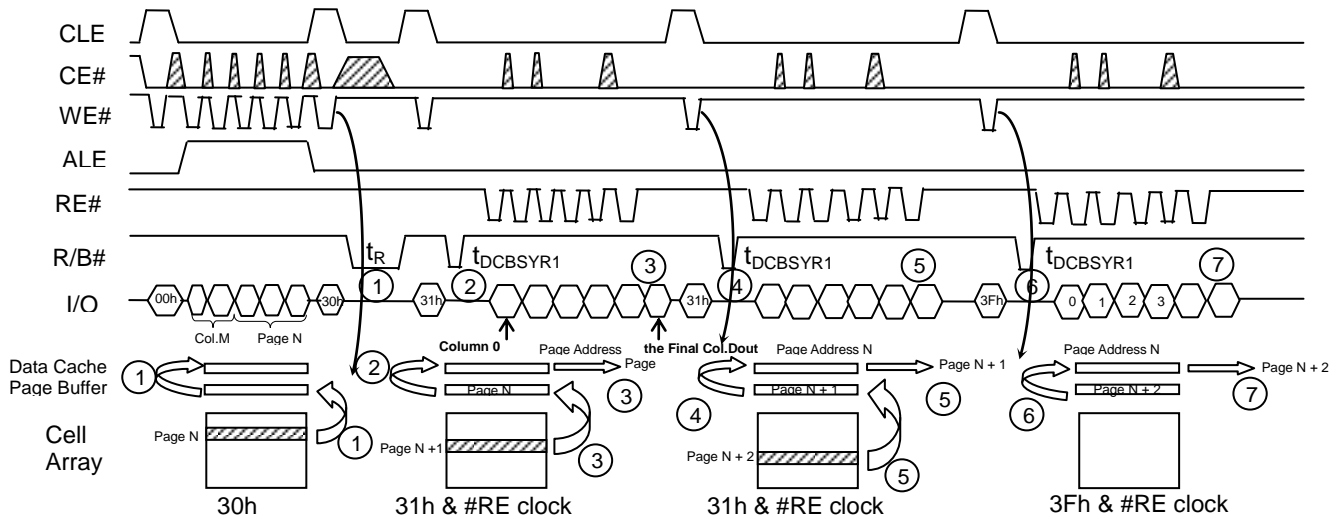 CLE
CE#
WE#
ALE
RE#
R/B#
tR
tDCBSYR1
3
tDCBSYR1
5
tDCBSYR1
7
1
2
4
6
I/O
00h
30h
31h
31h
3Fh
0
1
2
3
Col.M
Page N
Column 0
Page Address
the Final Col.Dout
Page Address N
Page Address N
Data Cache
Page Buffer
1
2
Page
Page N + 1
Page N + 2
Page N
3
4
Page N + 1
5
6
Page N + 2
7
Cell
Array
Page N
1
Page N +1
3
Page N + 2
5
30h
31h & #RE clock
31h & #RE clock
3Fh & #RE clock